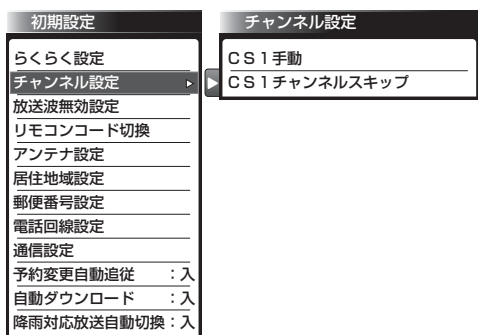 初期設定
らくらく設定
チャンネル設定
放送波無効設定
リモコンコード切換
アンテナ設定
居住地域設定
郵便番号設定
電話回線設定
通信設定
予約変更自動追従　：入
自動ダウンロード　：入
降雨対応放送自動切換：入
チャンネル設定
ＣＳ１手動
ＣＳ１チャンネルスキップ